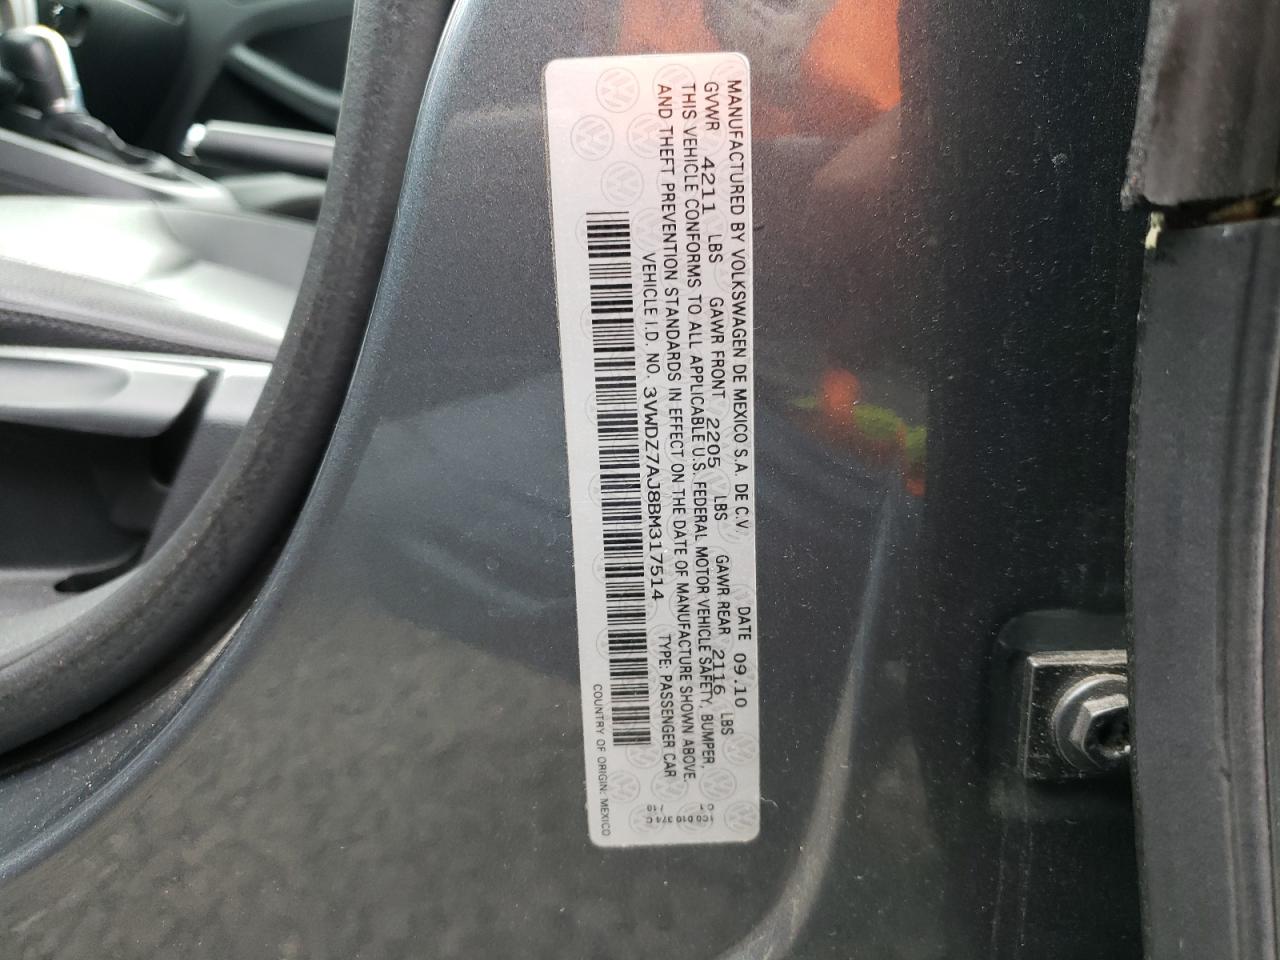 MANUFACTURED BY VOLKSWAGEN DE MEXICO S.A. DE C.V. DATE 09.10
GVWR 4211 LBS GAWR FRONT 2205 LBS GAWR REAR 2116 LBS
THIS VEHICLE CONFORMS TO ALL APPLICABLE U.S. FEDERAL MOTOR VEHICLE SAFETY, BUMPER,
AND THEFT PREVENTION STANDARDS IN EFFECT ON THE DATE OF MANUFACTURE SHOWN ABOVE.
VEHICLE I.D. NO. 3VWDZ7AJ8BM317514 TYPE: PASSENGER CAR
COUNTRY OF ORIGIN: MEXICO